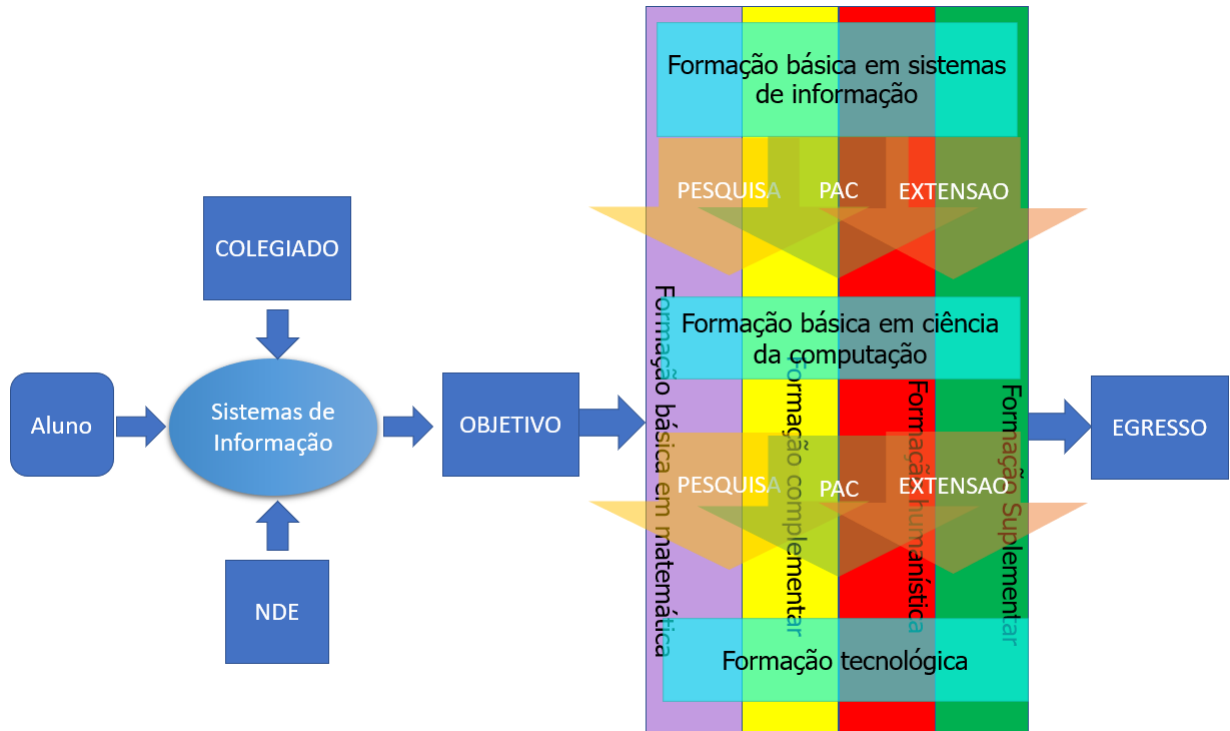 Formação básica em sistemas
de informação
PESQUISA
PAC
EXTENSAO
COLEGIADO
Formação básica em ciência
da computação
Aluno
Sistemas de
Informação
OBJETIVO
EGRESSO
Formação básica em matemática
Formação complementar
Formação humanística
Formação Suplementar
PESQUISA
PAC
EXTENSAO
NDE
Formação tecnológica